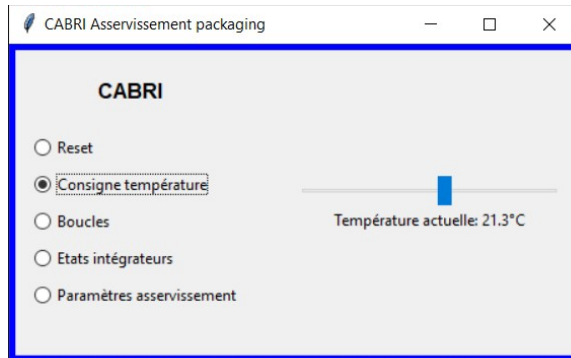 CABRI Asservissement packaging
CABRI
Reset
Consigne température
Boucles
Température actuelle: 21.3°C
Etats intégrateurs
Paramètres asservissement